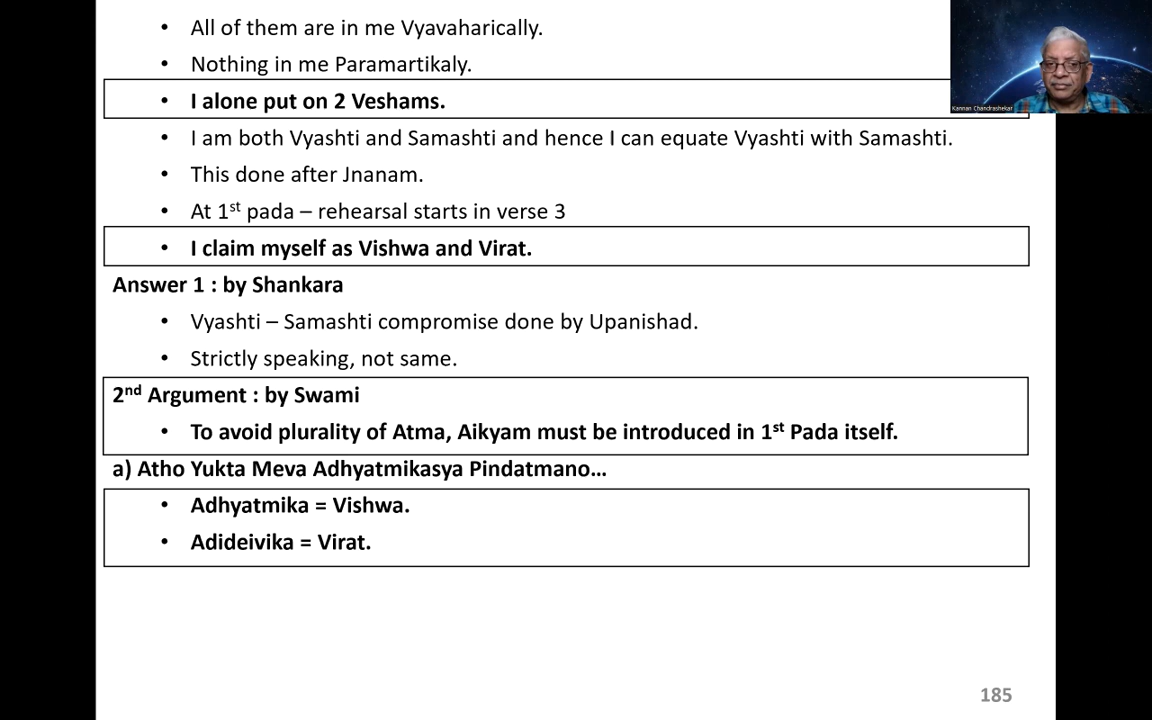 • All of them are in me Vyavaharically.
• Nothing in me Paramartikaly.
• I alone put on 2 Veshams.
Kannan Chandrashekar
• I am both Vyashti and Samashti and hence I can equate Vyashti with Samashti.
• This done after Jnanam.
• At 1st pada – rehearsal starts in verse 3
• I claim myself as Vishwa and Virat.
Answer 1 : by Shankara
• Vyashti – Samashti compromise done by Upanishad.
• Strictly speaking, not same.
2nd Argument : by Swami
• To avoid plurality of Atma, Aikyam must be introduced in 1st Pada itself.
a) Atho Yukta Meva Adhyatmikasya Pindatmano...
• Adhyatmika = Vishwa.
• Adideivika = Virat.
185